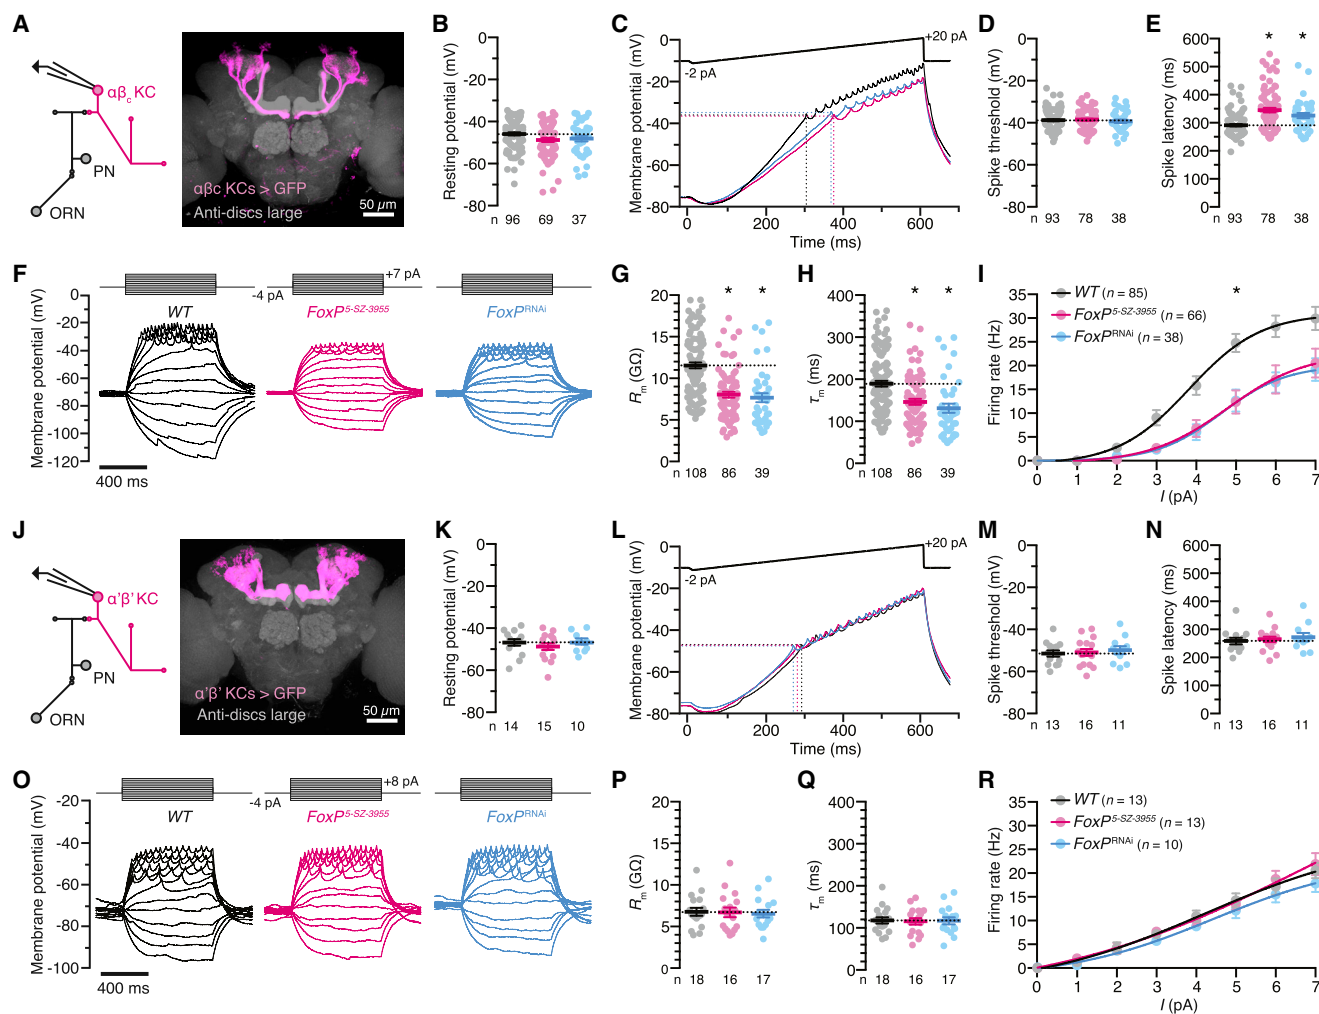 A
αβc KC
PN
ORN
αβc KCs > GFP
Anti-discs large
50 µm
B
Resting potential (mV)
0
-20
-40
-60
-80
n 96 69 37
C
Membrane potential (mV)
0
-20
-40
-60
-80
-2 pA
+20 pA
0 200 400 600
Time (ms)
D
Spike threshold (mV)
0
-20
-40
-60
-80
n 93 78 38
E
Spike latency (ms)
600
500
400
300
200
100
0
* *
n 93 78 38
F
Membrane potential (mV)
0
-20
-40
-60
-80
-100
-120
-4 pA
+7 pA
WT
FoxP5-SZ-3955
FoxPRNAi
400 ms
G
Rm (GΩ)
20
15
10
5
0
* *
n 108 86 39
H
τm (ms)
400
300
200
100
0
* *
n 108 86 39
I
Firing rate (Hz)
35
30
25
20
15
10
5
0
WT (n = 85)
FoxP5-SZ-3955 (n = 66)
FoxPRNAi (n = 38)
*
0 1 2 3 4 5 6 7
I (pA)
J
α'β' KC
PN
ORN
α'β' KCs > GFP
Anti-discs large
50 µm
K
Resting potential (mV)
0
-20
-40
-60
-80
n 14 15 10
L
Membrane potential (mV)
0
-20
-40
-60
-80
-2 pA
+20 pA
0 200 400 600
Time (ms)
M
Spike threshold (mV)
0
-20
-40
-60
-80
n 13 16 11
N
Spike latency (ms)
600
500
400
300
200
100
0
n 13 16 11
O
Membrane potential (mV)
-20
-40
-60
-80
-100
-4 pA
+8 pA
WT
FoxP5-SZ-3955
FoxPRNAi
400 ms
P
Rm (GΩ)
20
15
10
5
0
n 18 16 17
Q
τm (ms)
400
300
200
100
0
n 18 16 17
R
Firing rate (Hz)
35
30
25
20
15
10
5
0
WT (n = 13)
FoxP5-SZ-3955 (n = 13)
FoxPRNAi (n = 10)
0 1 2 3 4 5 6 7
I (pA)